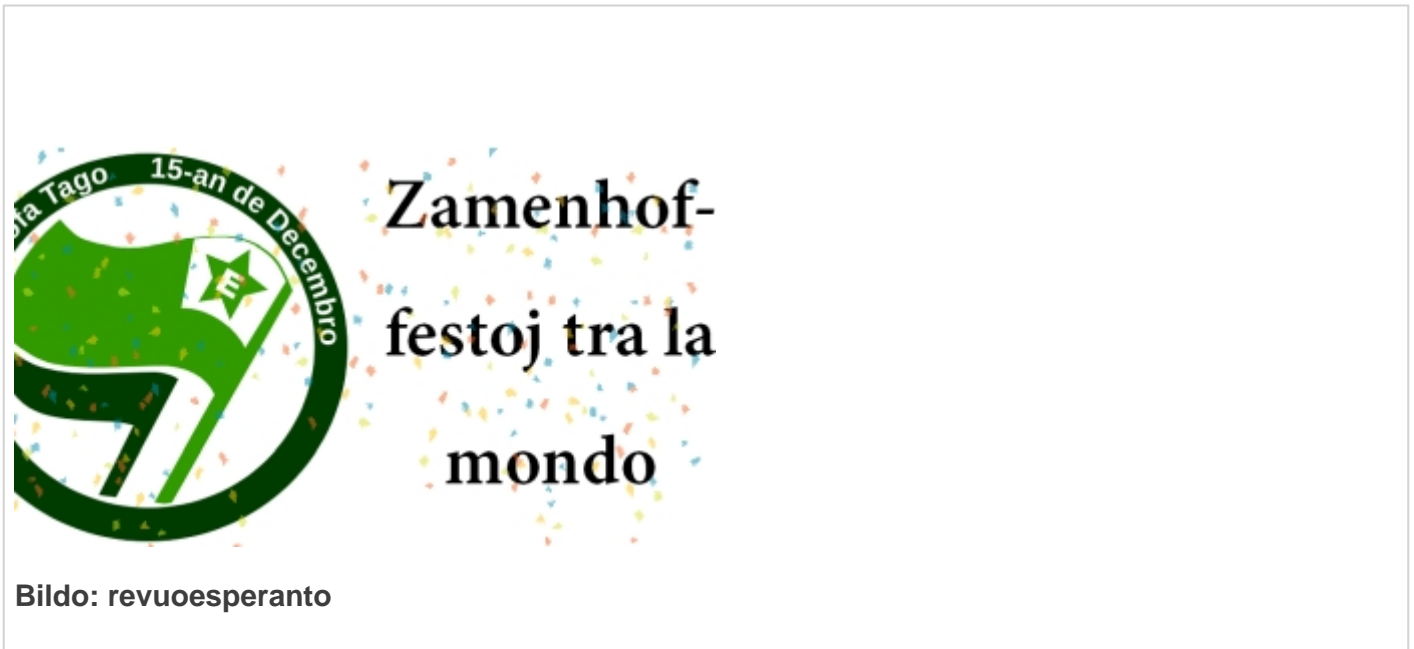 Tago 15-an de Decembro
E
Zamenhof-
festoj tra la
mondo
Bildo: revuoesperanto